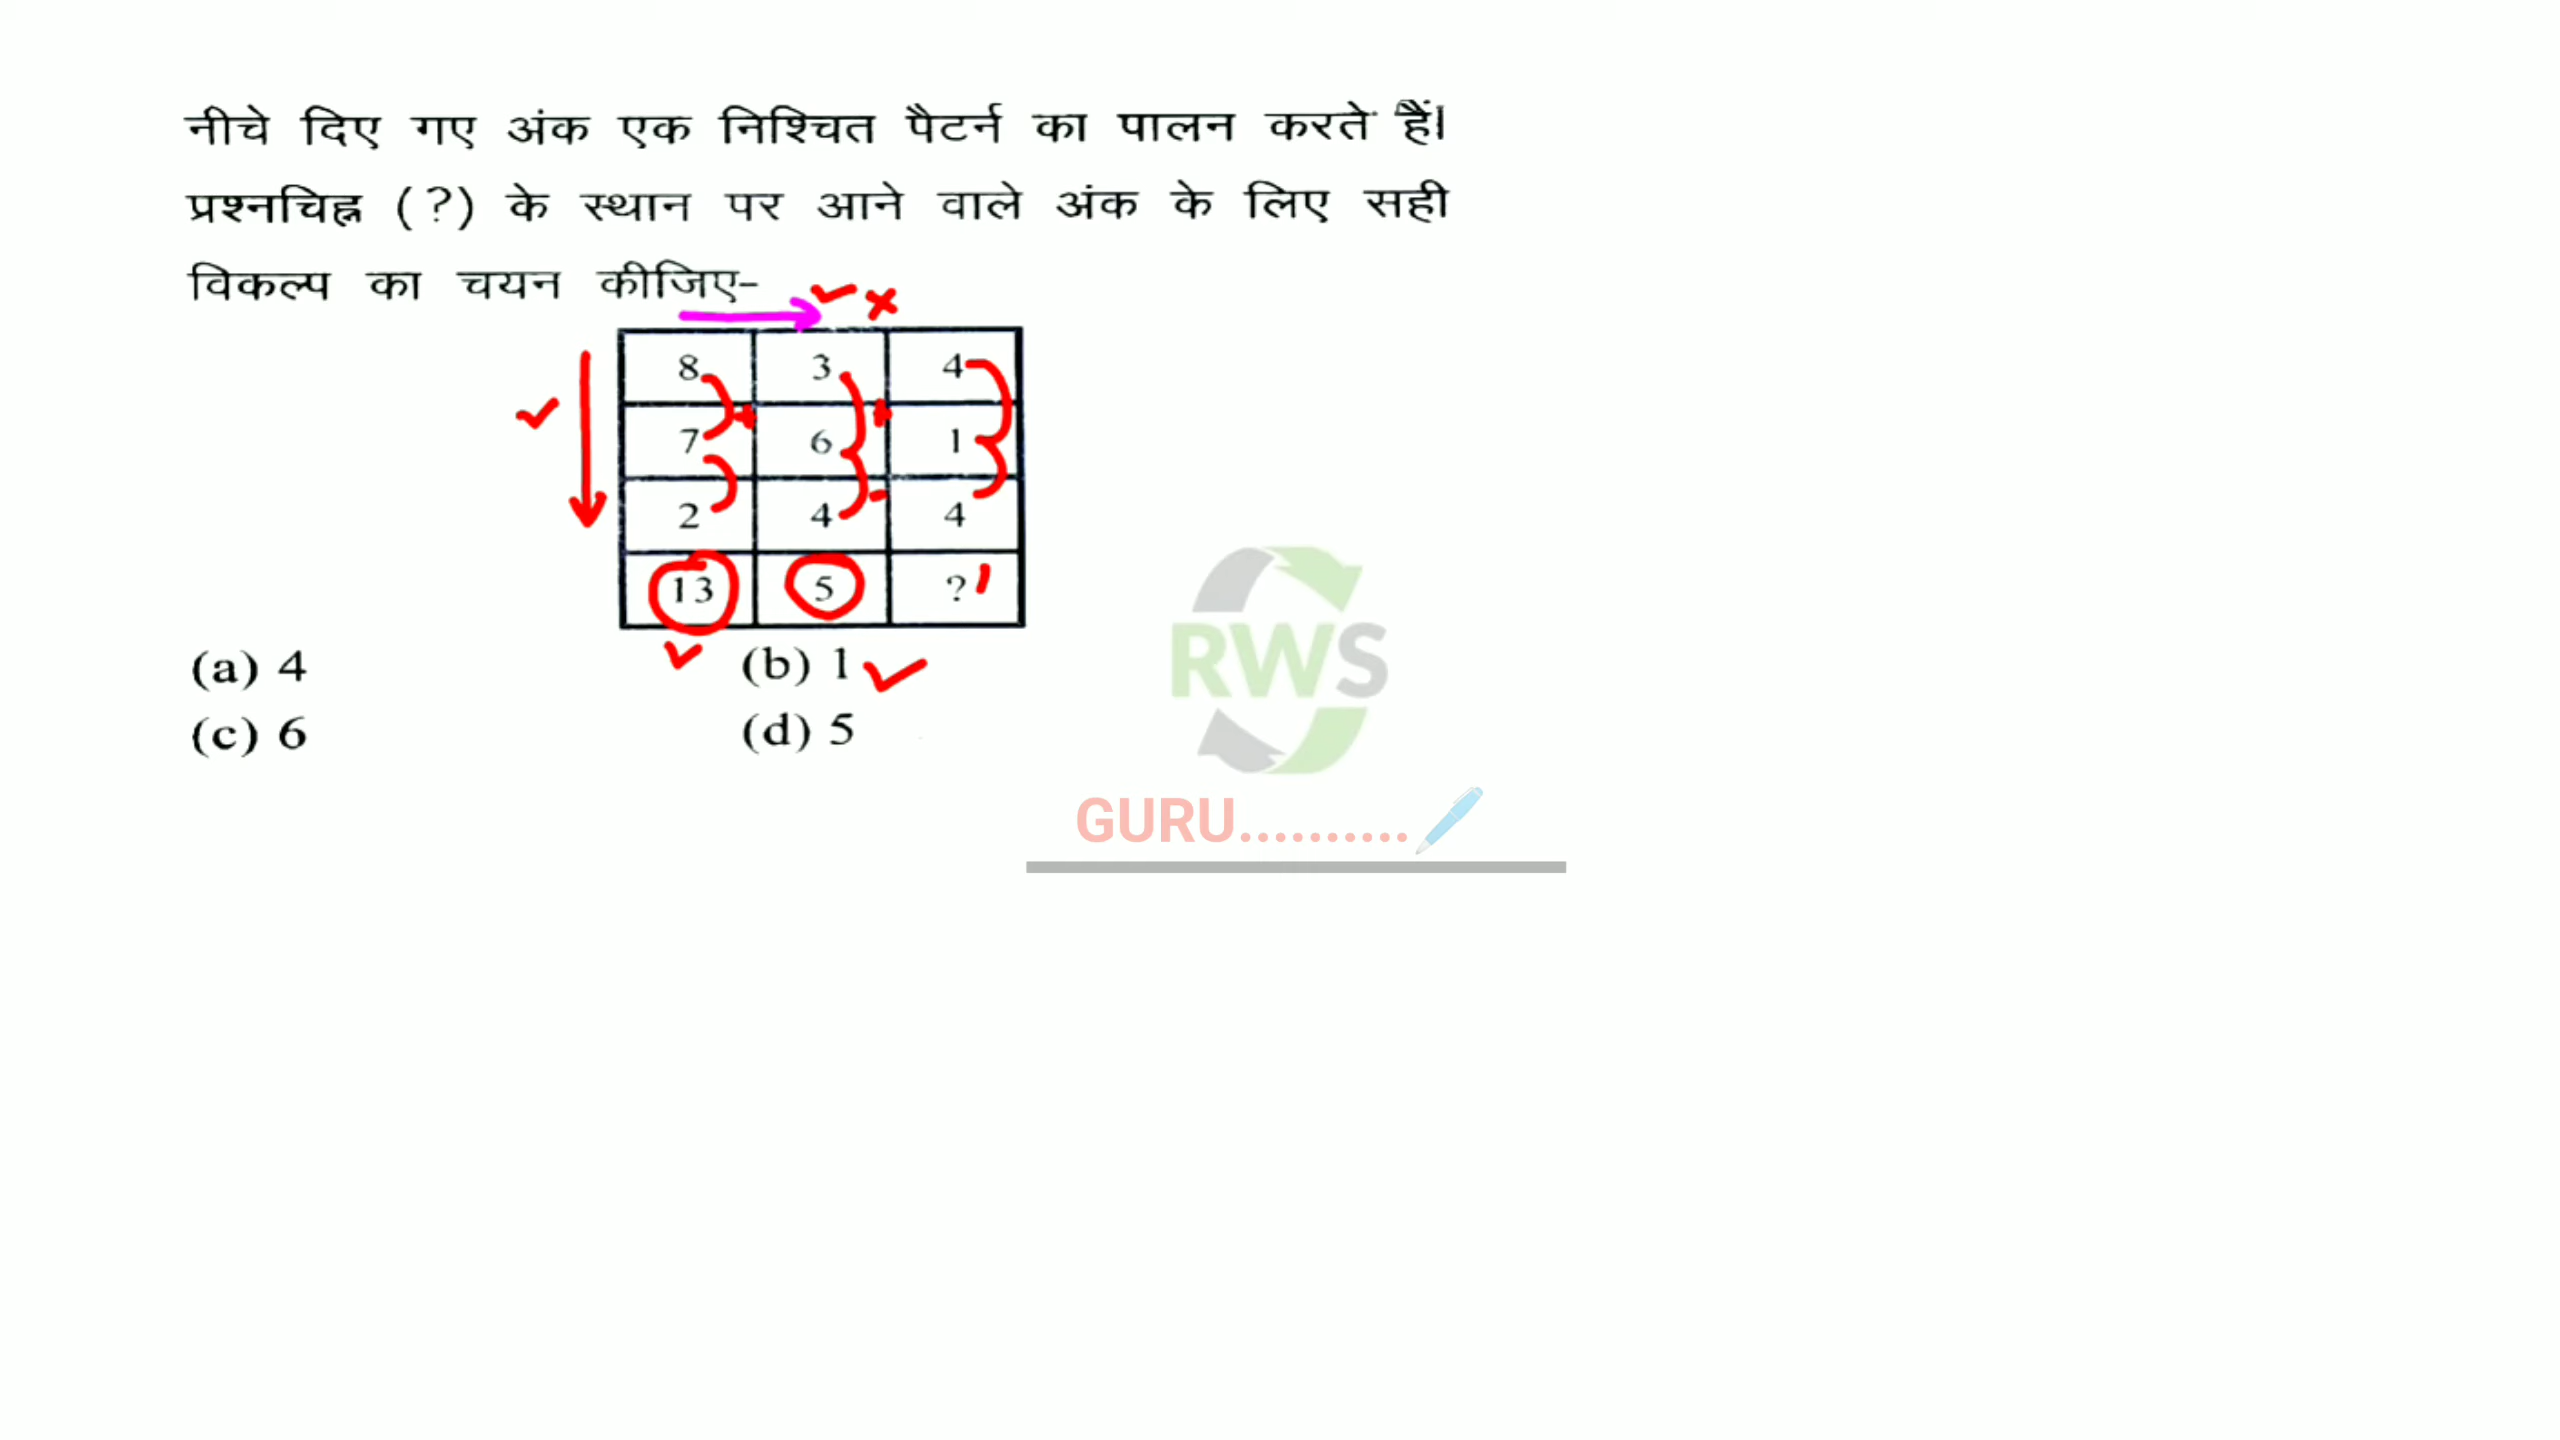 नीचे दिए गए अंक एक निश्चित पैटर्न का पालन करते हैं।
प्रश्नचिह्न (?) के स्थान पर आने वाले अंक के लिए सही
विकल्प का चयन कीजिए-
8 3 4
7 6 1
2 4 4
13 5 ? 1
(a) 4 (b) 1
(c) 6 (d) 5
RWS
GURU..........